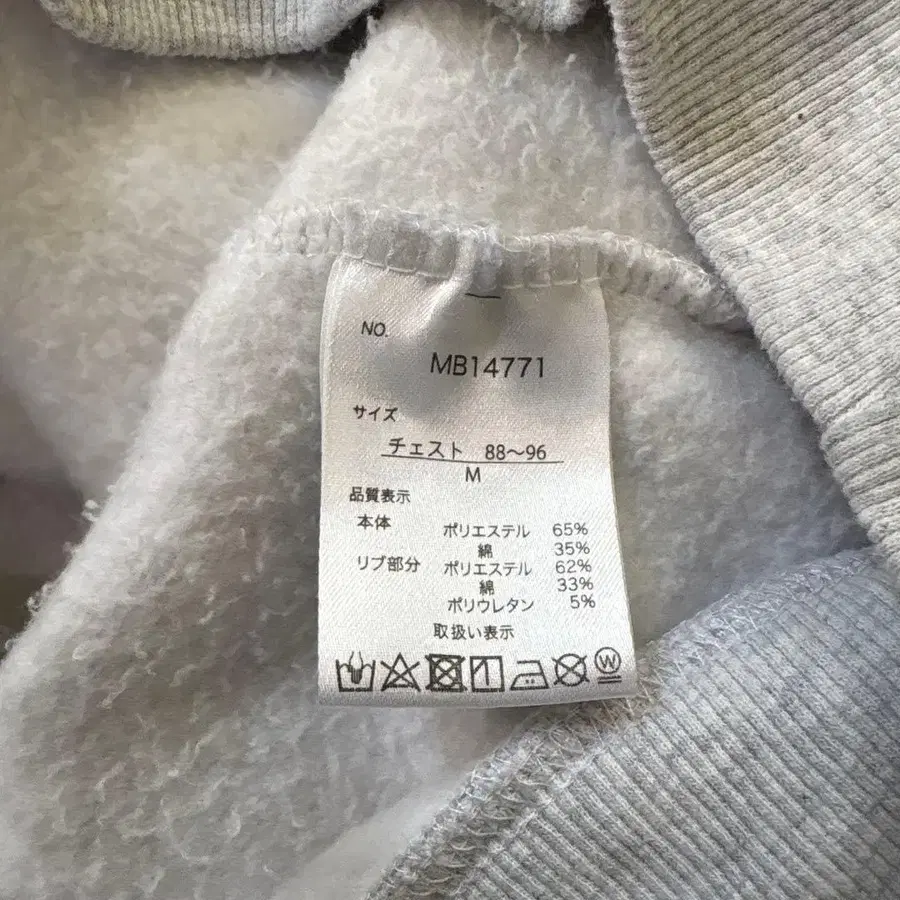 NO.
MB14771
サイズ
チェスト 88～96
M
品質表示
本体 ポリエステル 65%
綿 35%
リブ部分 ポリエステル 62%
綿 33%
ポリウレタン 5%
取扱い表示
W